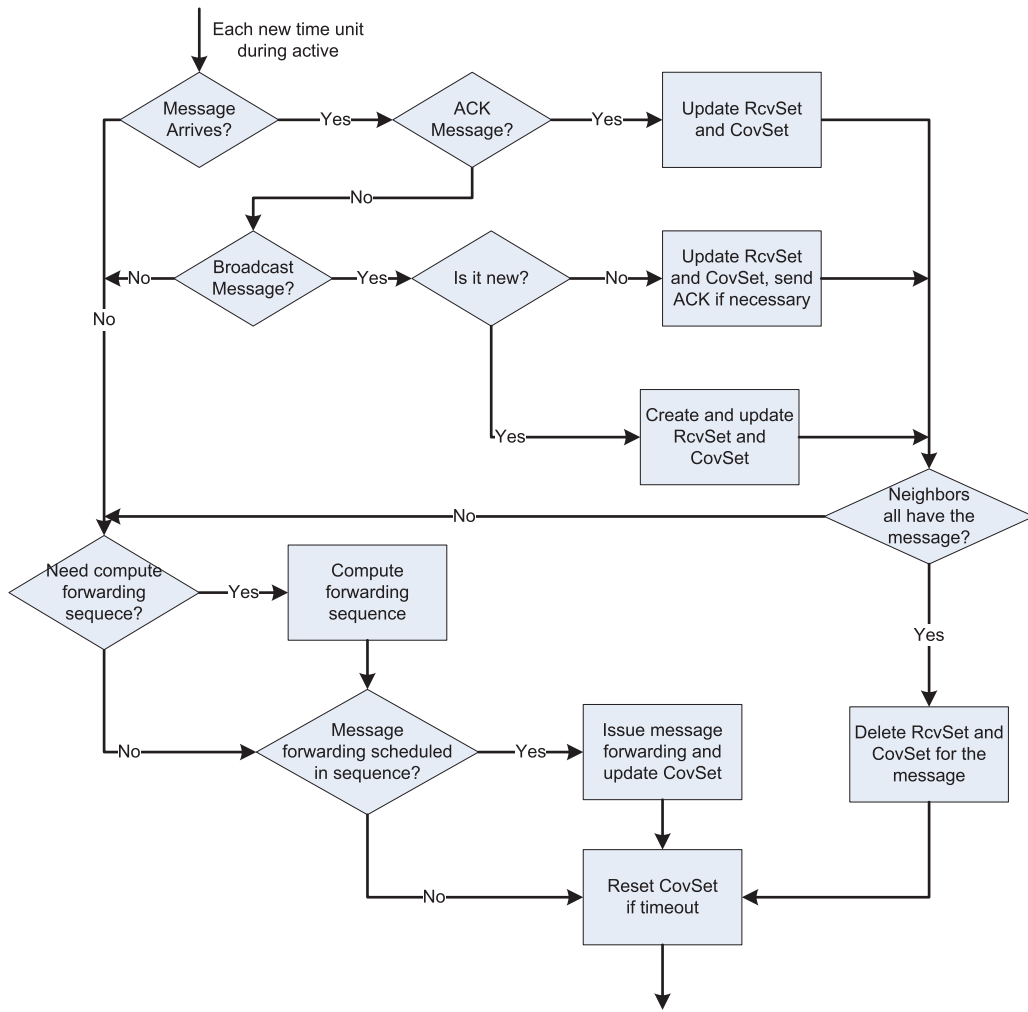 Each new time unit
during active
Message
Arrives?
Yes
ACK
Message?
Yes
Update RcvSet
and CovSet
No
Broadcast
Message?
No
Yes
Is it new?
No
Update RcvSet
and CovSet, send
ACK if necessary
No
Yes
Create and update
RcvSet and
CovSet
Neighbors
all have the
message?
No
Need compute
forwarding
sequece?
Yes
Compute
forwarding
sequence
Yes
No
Message
forwarding scheduled
in sequence?
Yes
Issue message
forwarding and
update CovSet
Delete RcvSet and
CovSet for the
message
No
Reset CovSet
if timeout